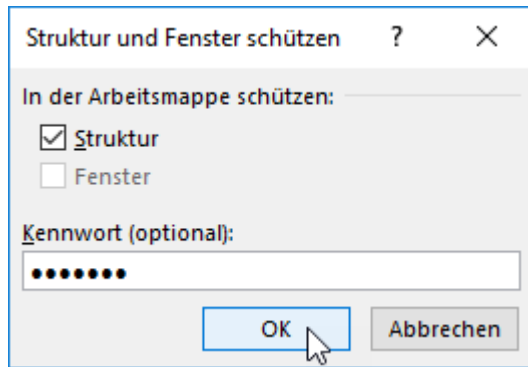 Struktur und Fenster schützen ?
In der Arbeitsmappe schützen:
Struktur
Fenster
Kennwort (optional):
•••••••
OK Abbrechen